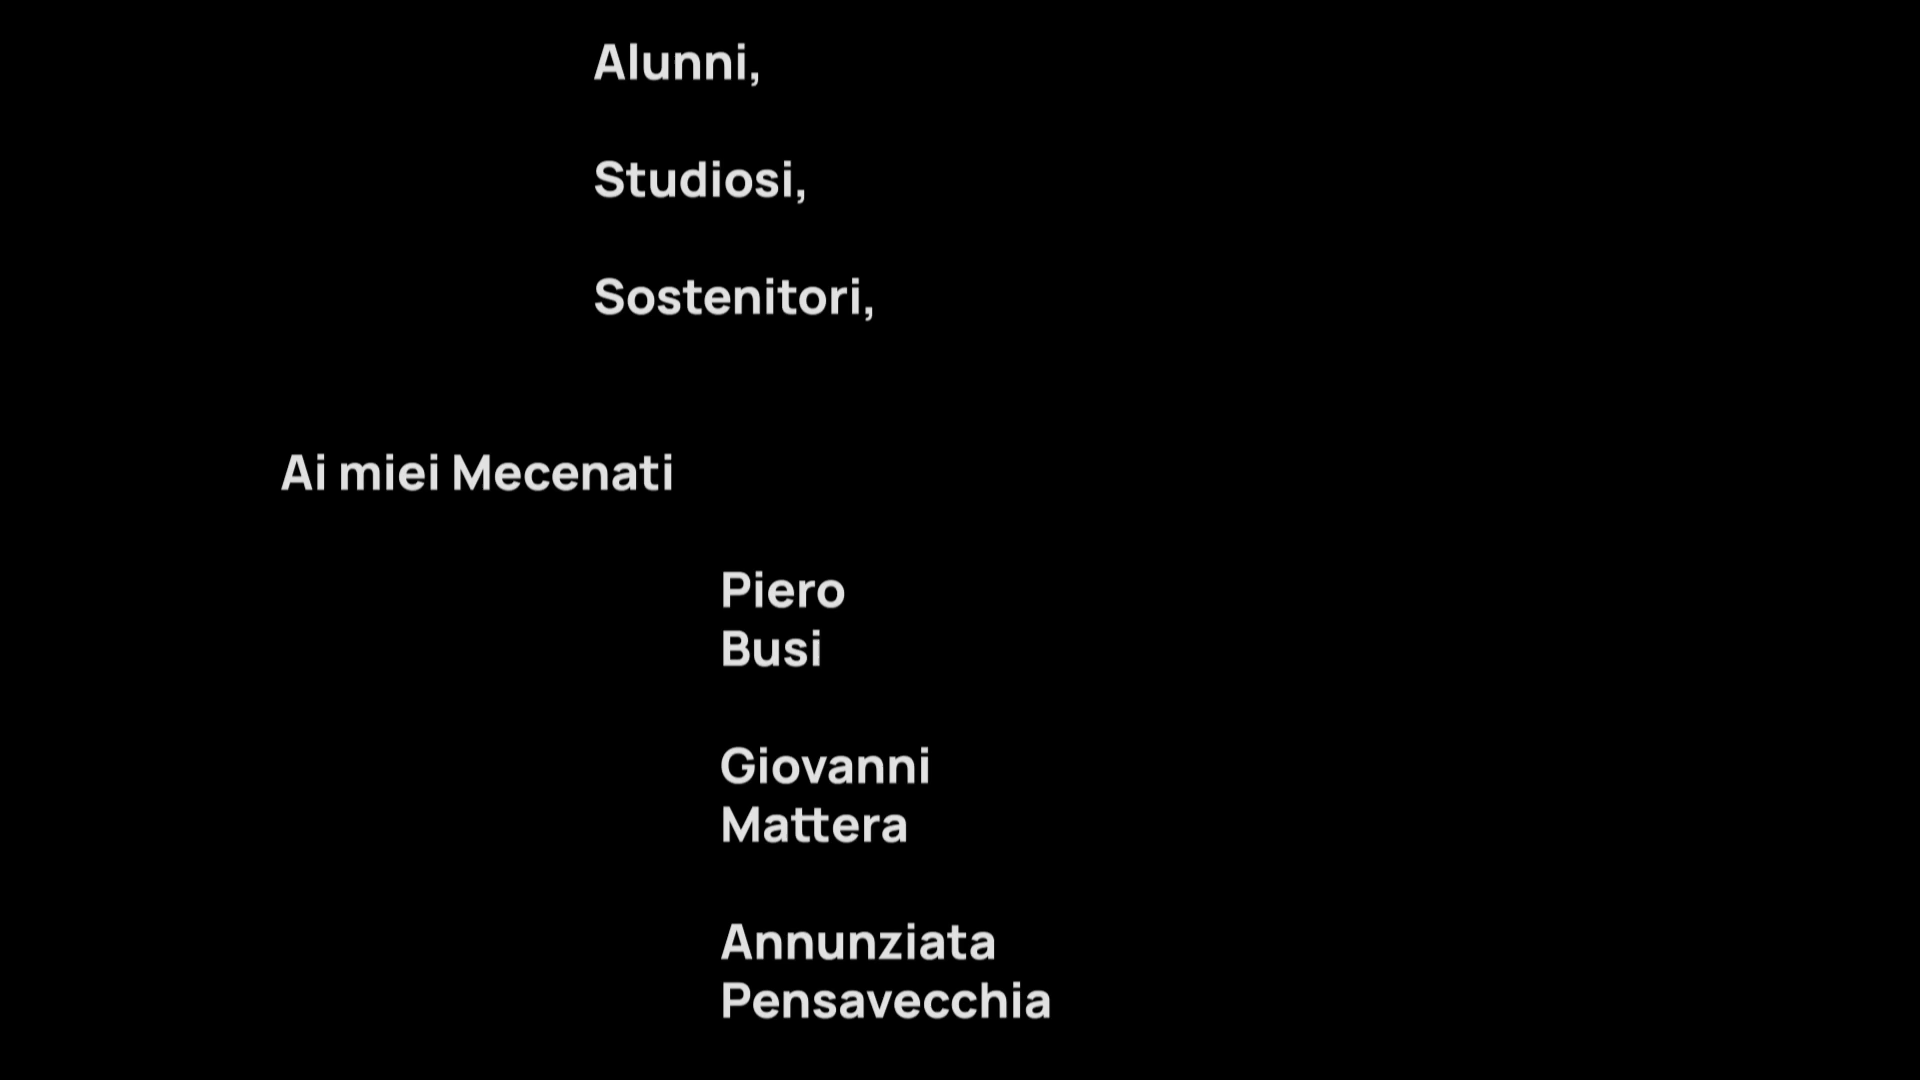 Alunni,
Studiosi,
Sostenitori,
Ai miei Mecenati
Piero
Busi
Giovanni
Mattera
Annunziata
Pensavecchia